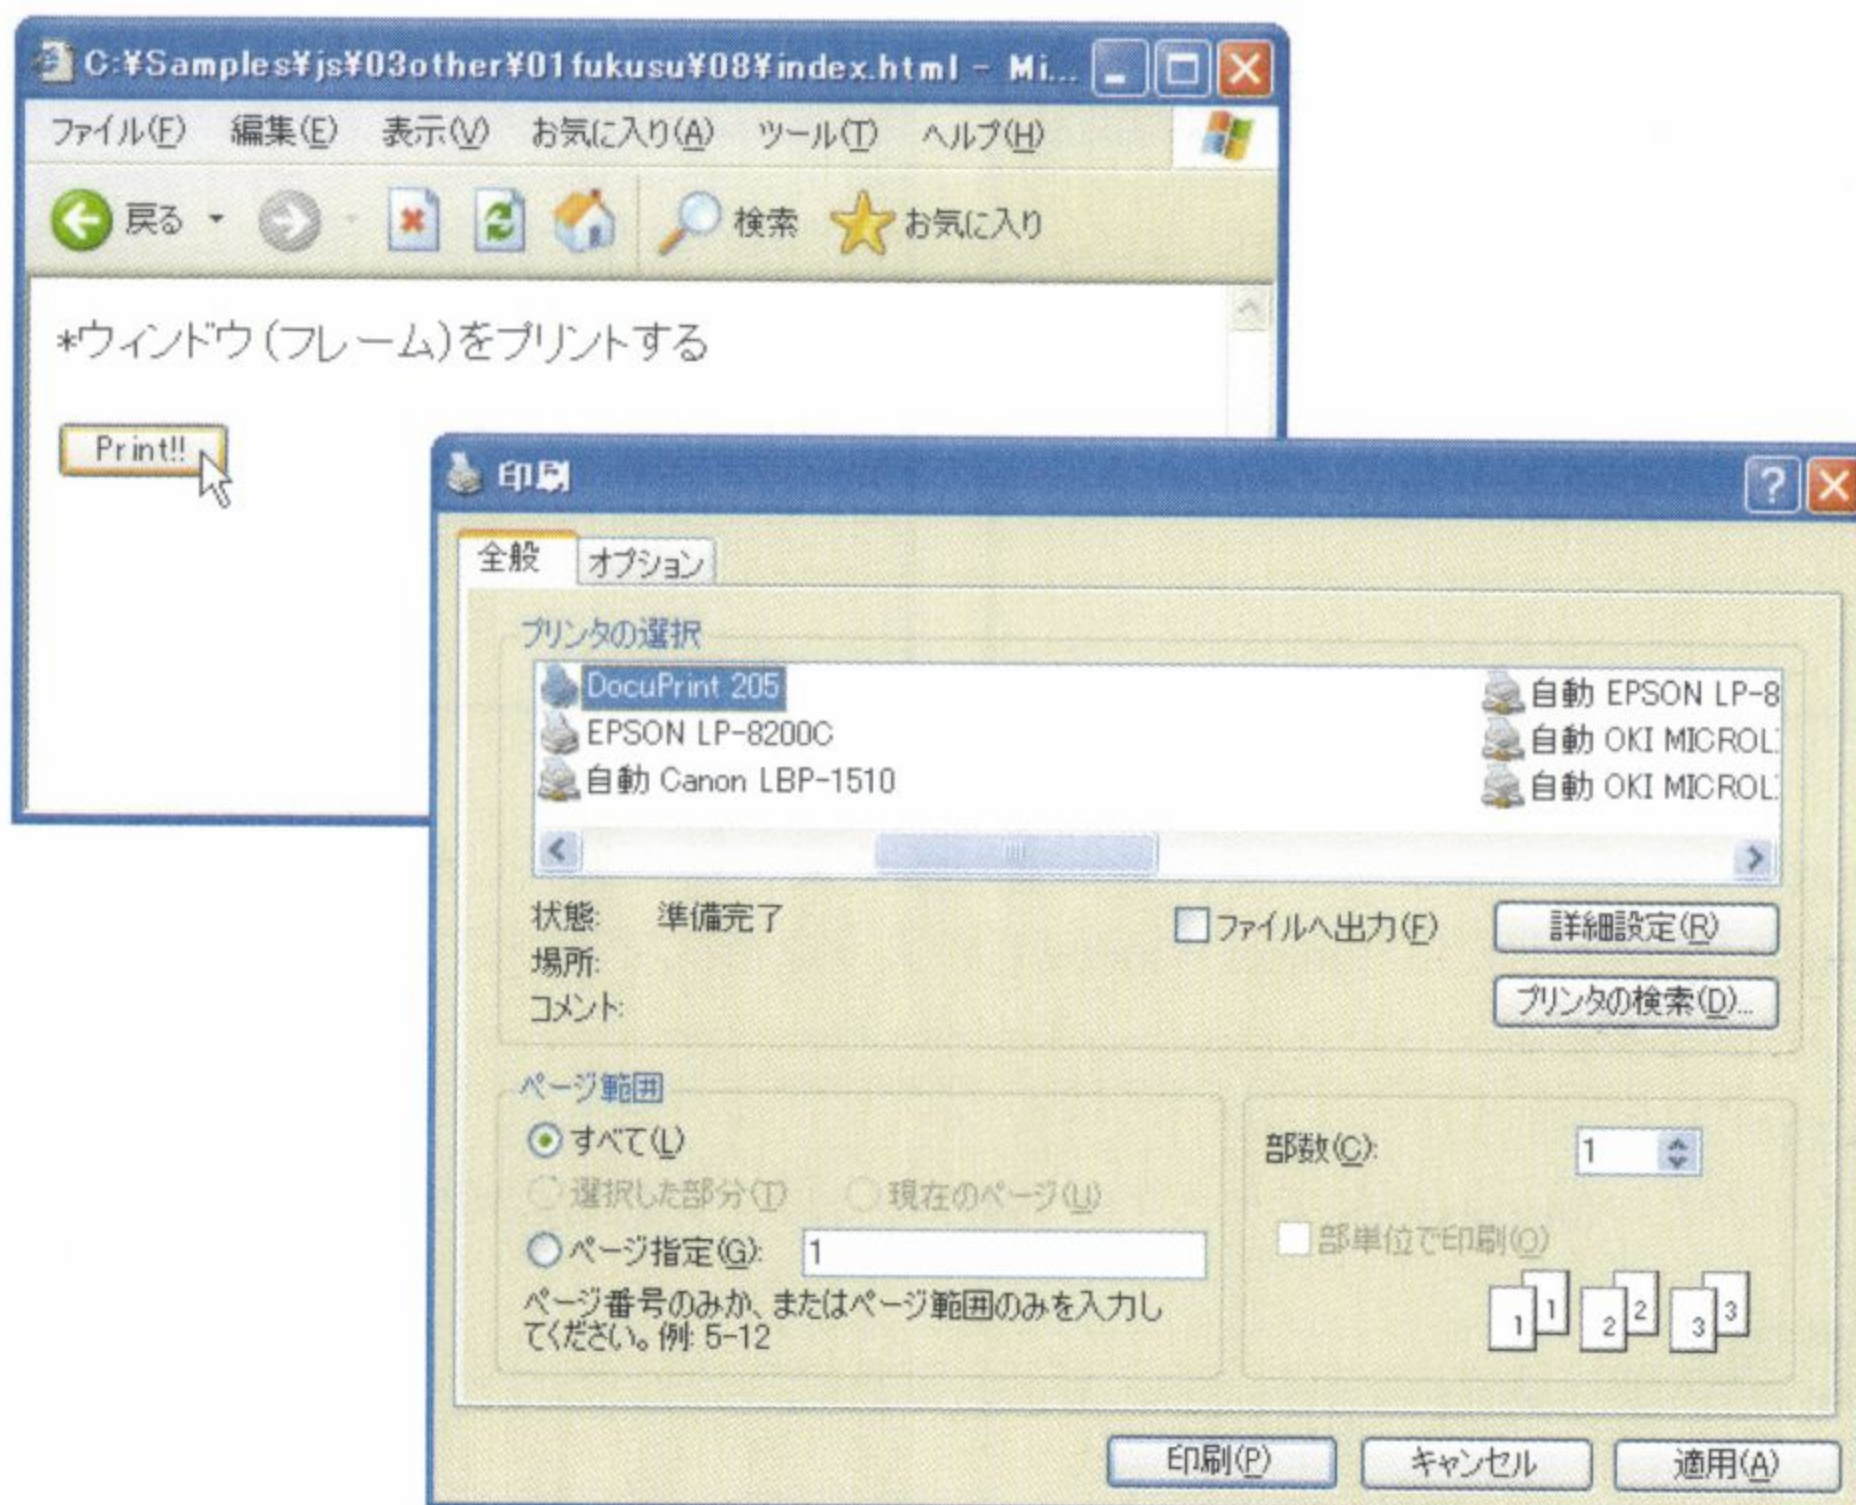 C:¥Samples¥js¥03other¥01fukusu¥08¥index.html - Mi...
ファイル(F) 編集(E) 表示(V) お気に入り(A) ツール(T) ヘルプ(H)
戻る 検索 お気に入り
*ウィンドウ(フレーム)をプリントする
Print!!
印刷
全般 オプション
プリンタの選択
DocuPrint 205 自動 EPSON LP-8
EPSON LP-8200C 自動 OKI MICROL
自動 Canon LBP-1510 自動 OKI MICROL
状態: 準備完了 ファイルへ出力(F) 詳細設定(R)
場所:
コメント: プリンタの検索(D)...
ページ範囲
すべて(L) 部数(C): 1
選択した部分(T) 現在のページ(U)
ページ指定(G): 1 部単位で印刷(O)
ページ番号のみか、またはページ範囲のみを入力し
てください。例: 5-12
1 1 2 2 3 3
印刷(P) キャンセル 適用(A)